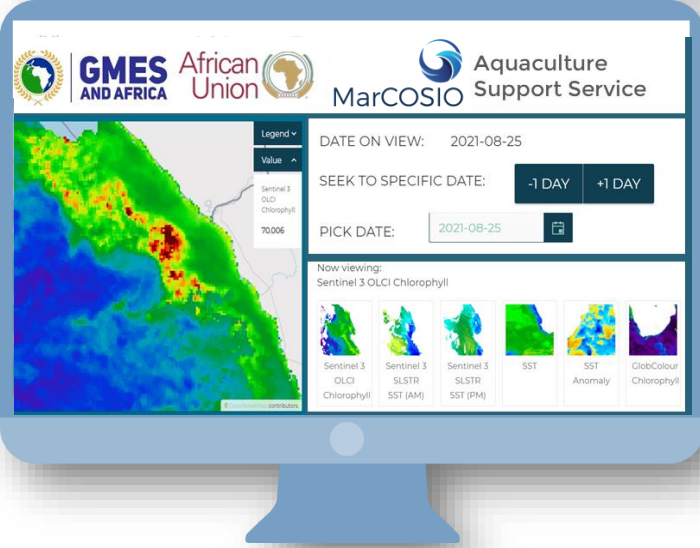 GMES
AND AFRICA
African
Union
MarCOSIO
Aquaculture
Support Service
Legend
Value
Sentinel 3
OLCI
Chlorophyll
70.006
contributors.
DATE ON VIEW: 2021-08-25
SEEK TO SPECIFIC DATE: -1 DAY +1 DAY
PICK DATE: 2021-08-25
Now viewing:
Sentinel 3 OLCI Chlorophyll
Sentinel 3
OLCI
Chlorophyll
Sentinel 3
SLSTR
SST (AM)
Sentinel 3
SLSTR
SST (PM)
SST
SST
Anomaly
GlobColour
Chlorophyll